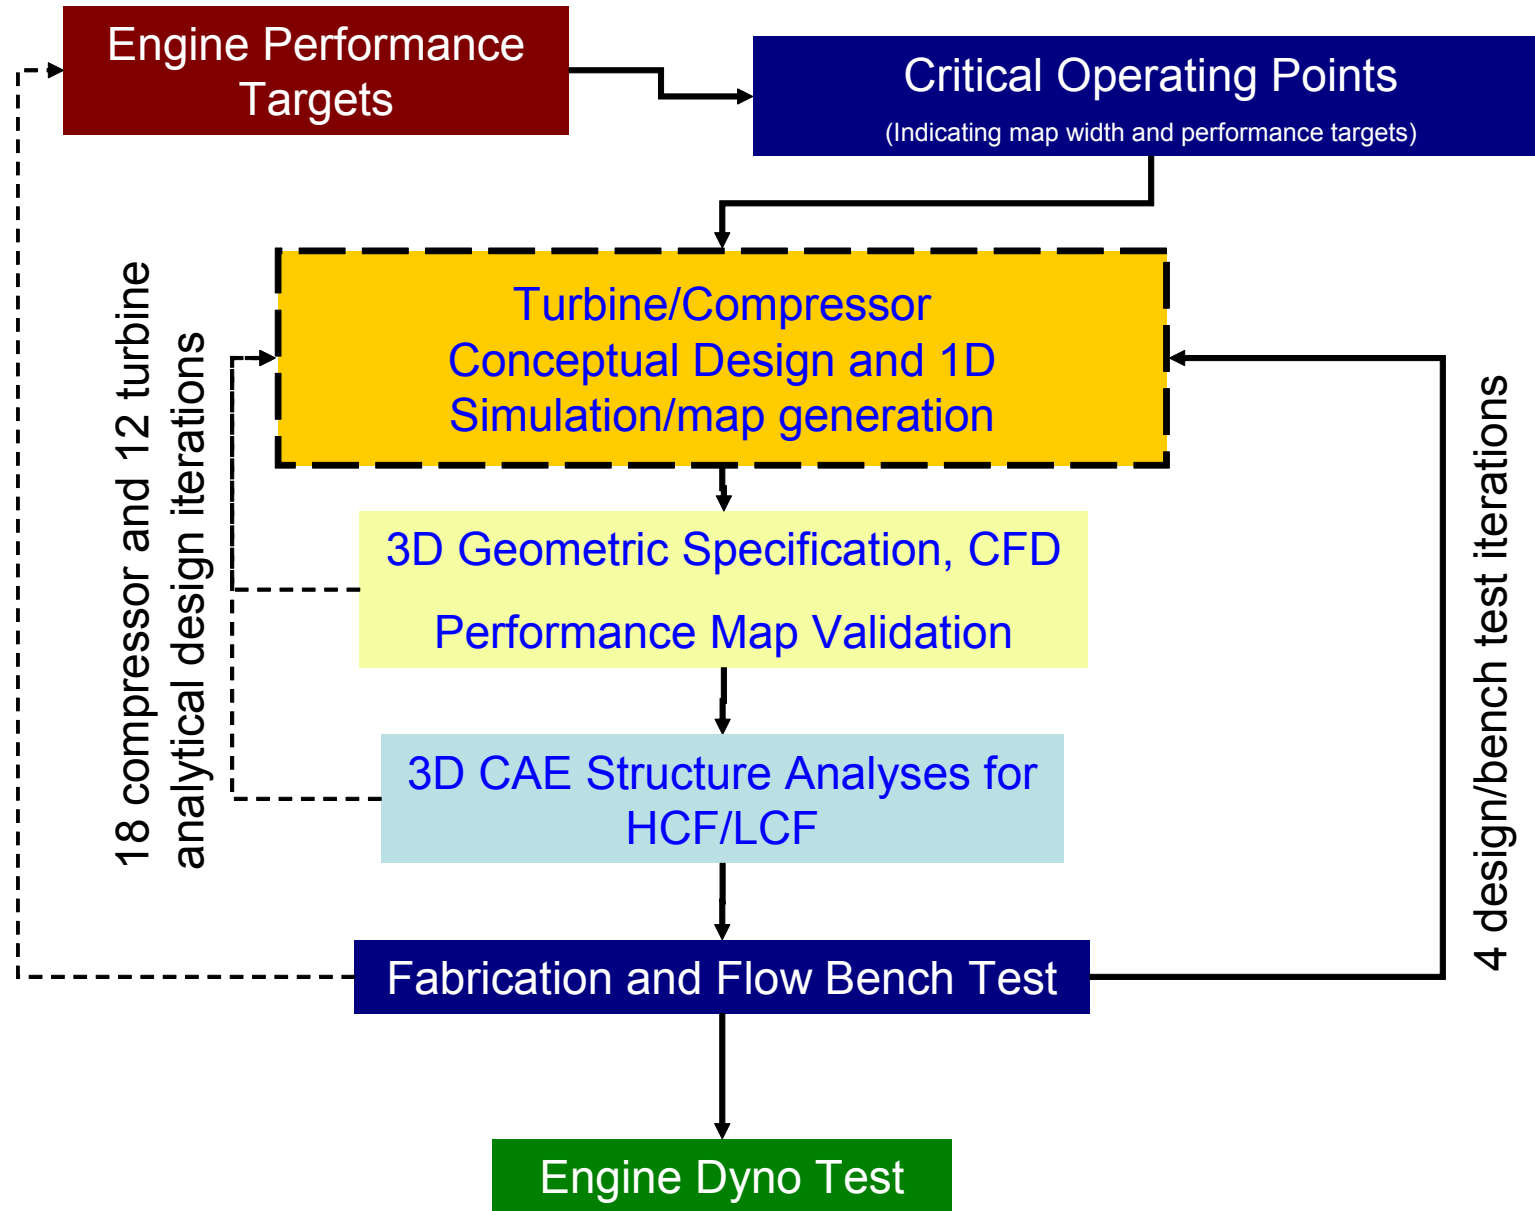 Engine Performance
Targets
Critical Operating Points
(Indicating map width and performance targets)
Turbine/Compressor
Conceptual Design and 1D
Simulation/map generation
18 compressor and 12 turbine
analytical design iterations
3D Geometric Specification, CFD
Performance Map Validation
4 design/bench test iterations
3D CAE Structure Analyses for
HCF/LCF
Fabrication and Flow Bench Test
Engine Dyno Test